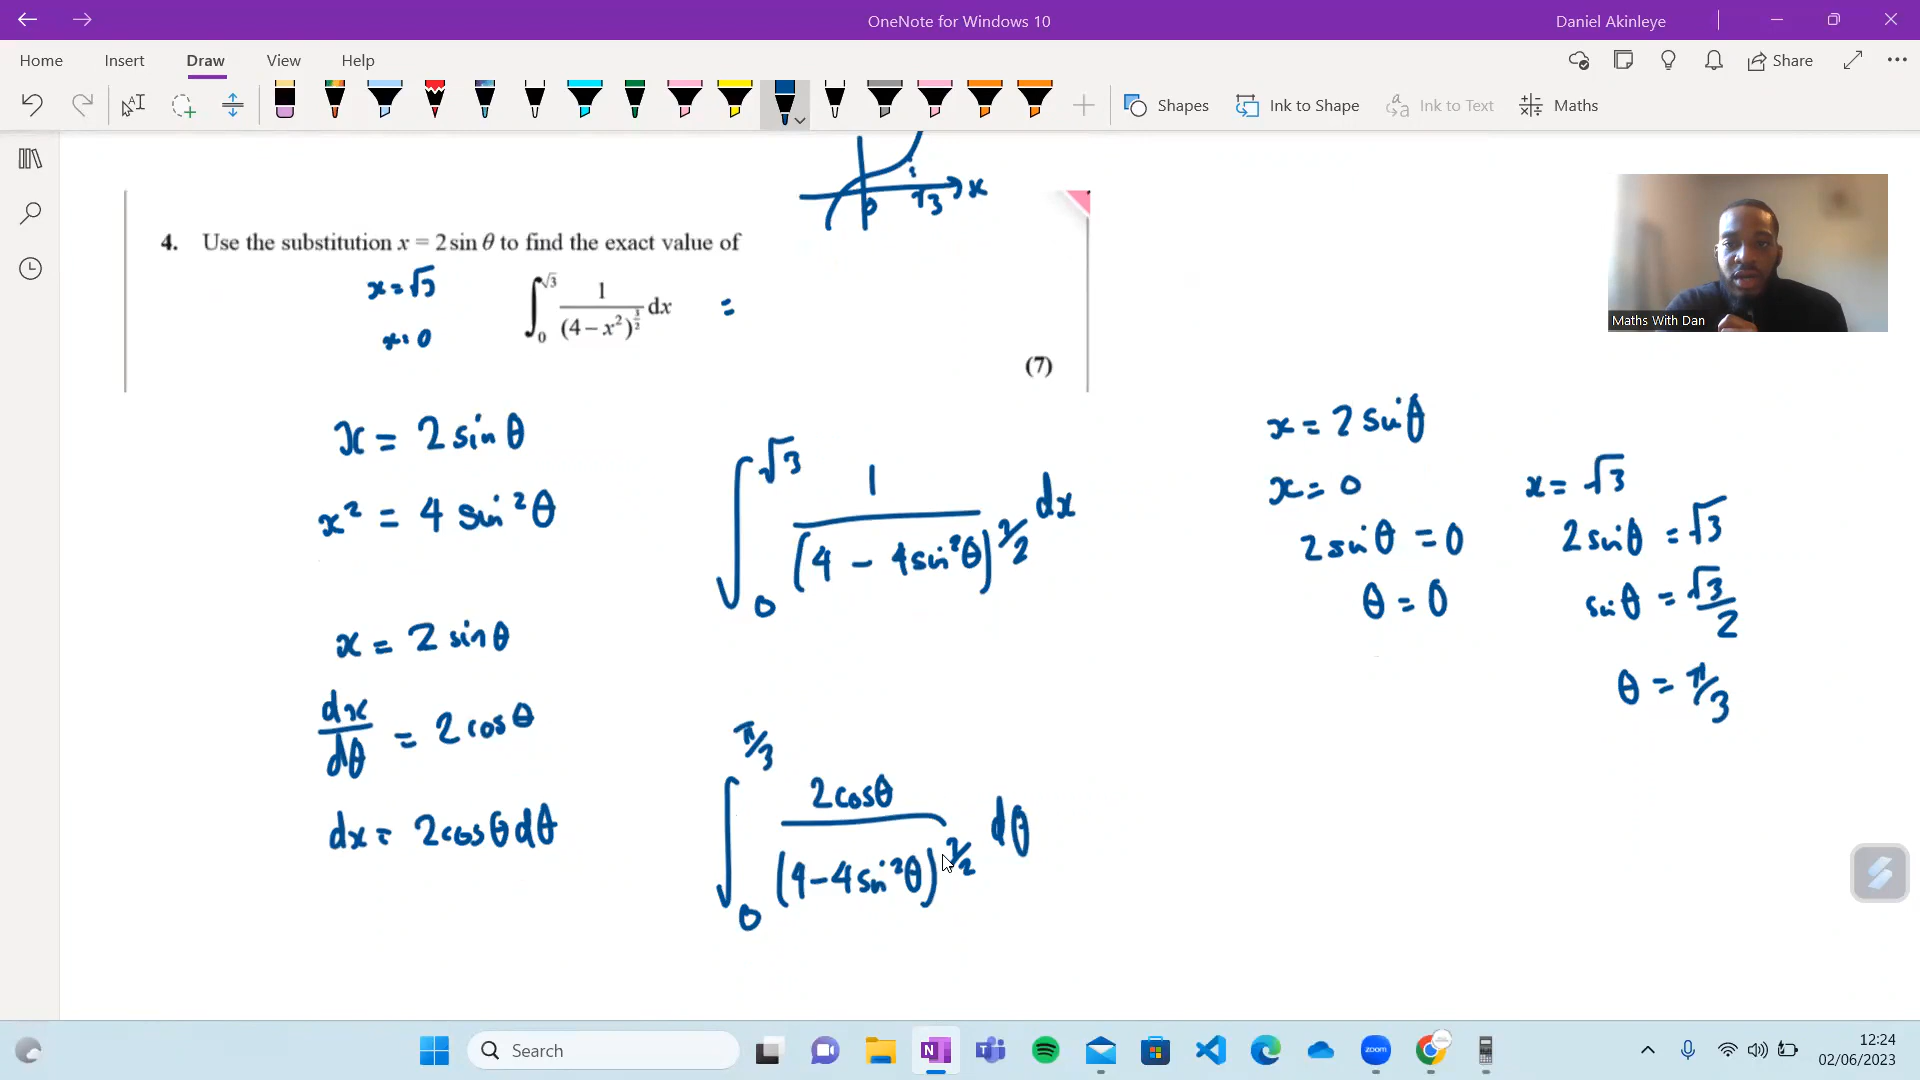 OneNote for Windows 10
Daniel Akinleye
Home Insert Draw View Help
Share
Shapes Ink to Shape Ink to Text Maths
x
0 π/3
4. Use the substitution x = 2 sin θ to find the exact value of
x = √3
x = 0
∫₀^√3 1/(4 − x²)^(3/2) dx =
(7)
Maths With Dan
x = 2 sin θ
x² = 4 sin²θ
x = 2 sin θ
dx/dθ = 2 cos θ
dx = 2cos θ dθ
∫₀^√3 1/(4 − 4sin²θ)^(3/2) dx
∫₀^(π/3) 2cosθ/(4−4sin²θ)^(3/2) dθ
x = 2 sin θ
x = 0
2 sin θ = 0
θ = 0
x = √3
2 sin θ = √3
sin θ = √3/2
θ = π/3
Search
zoom
12:24
02/06/2023